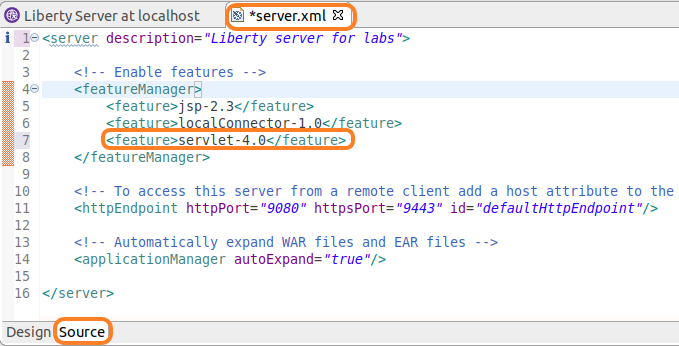 Liberty Server at localhost
*server.xml
1 <server description="Liberty server for labs">
2
3 <!-- Enable features -->
4 <featureManager>
5 <feature>jsp-2.3</feature>
6 <feature>localConnector-1.0</feature>
7 <feature>servlet-4.0</feature>
8 </featureManager>
9
10 <!-- To access this server from a remote client add a host attribute to the
11 <httpEndpoint httpPort="9080" httpsPort="9443" id="defaultHttpEndpoint"/>
12
13 <!-- Automatically expand WAR files and EAR files -->
14 <applicationManager autoExpand="true"/>
15
16 </server>
Design Source